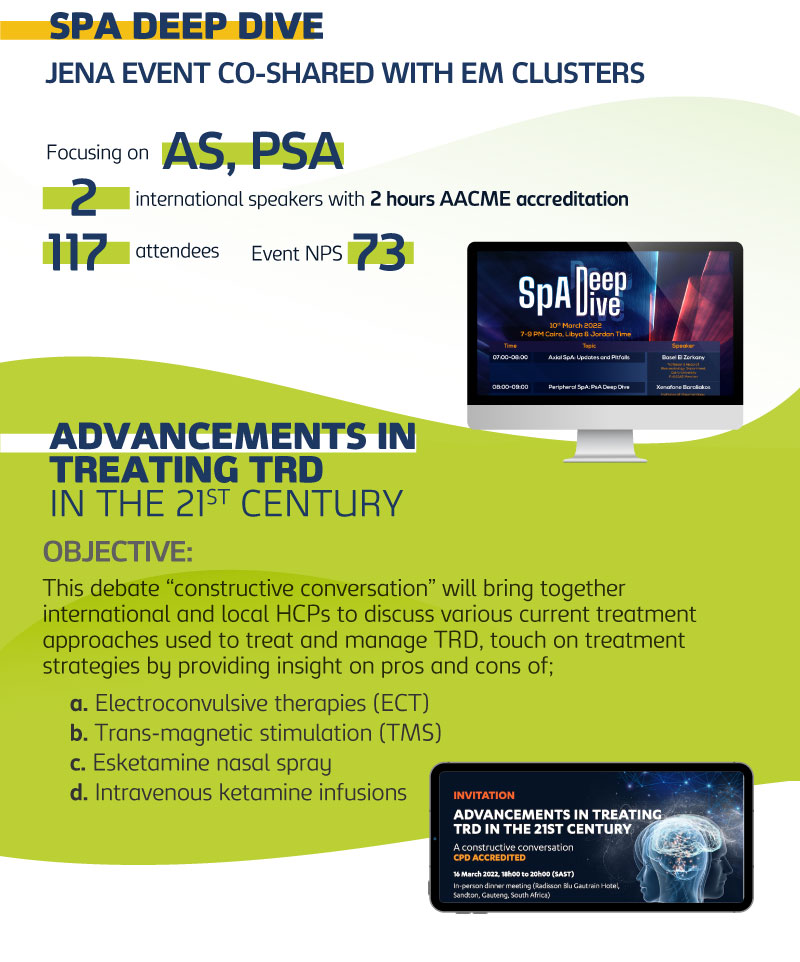 SPA DEEP DIVE
JENA EVENT CO-SHARED WITH EM CLUSTERS
Focusing on AS, PSA
2 international speakers with 2 hours AACME accreditation
117 attendees Event NPS 73
SpA Deep
Dive
10th March 2022
7-9 PM Cairo, Libya & Jordan Time
Time Topic Speaker
07:00-08:00 Axial SpA: Updates and Pitfalls Basel El Zorkany
08:00-09:00 Peripheral SpA: PsA Deep Dive Xenofone Baraliakos
ADVANCEMENTS IN
TREATING TRD
IN THE 21ST CENTURY
OBJECTIVE:
This debate “constructive conversation” will bring together
international and local HCPs to discuss various current treatment
approaches used to treat and manage TRD, touch on treatment
strategies by providing insight on pros and cons of;
a. Electroconvulsive therapies (ECT)
b. Trans-magnetic stimulation (TMS)
c. Esketamine nasal spray
d. Intravenous ketamine infusions
INVITATION
ADVANCEMENTS IN TREATING
TRD IN THE 21ST CENTURY
A constructive conversation
CPD ACCREDITED
16 March 2022, 18h00 to 20h00 (SAST)
In-person dinner meeting (Radisson Blu Gautrain Hotel,
Sandton, Gauteng, South Africa)